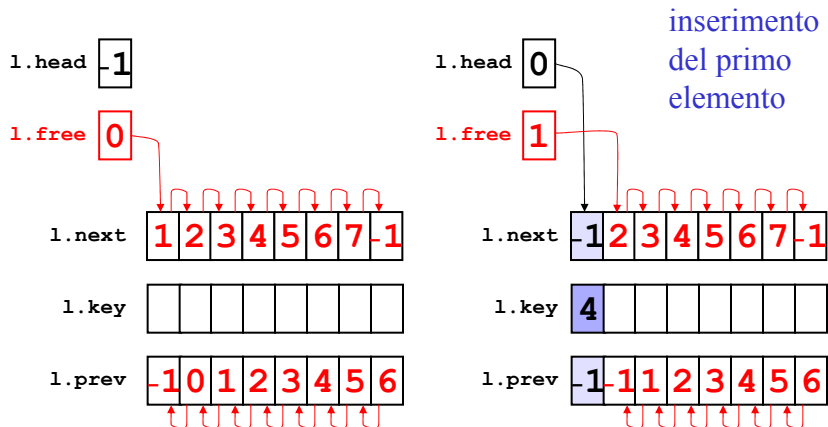 l.head -1
l.free 0
l.next 1 2 3 4 5 6 7 -1
l.key
l.prev -1 0 1 2 3 4 5 6
inserimento
del primo
elemento
l.head 0
l.free 1
l.next -1 2 3 4 5 6 7 -1
l.key 4
l.prev -1 -1 1 2 3 4 5 6